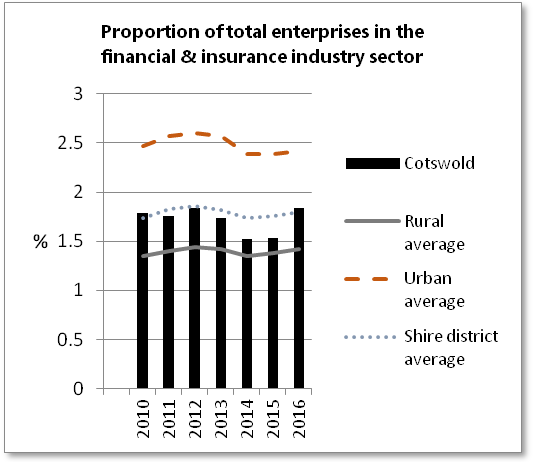 Proportion of total enterprises in the
financial & insurance industry sector
3
2.5
2
1.5
1
0.5
0
%
2010
2011
2012
2013
2014
2015
2016
Cotswold
Rural
average
Urban
average
Shire district
average